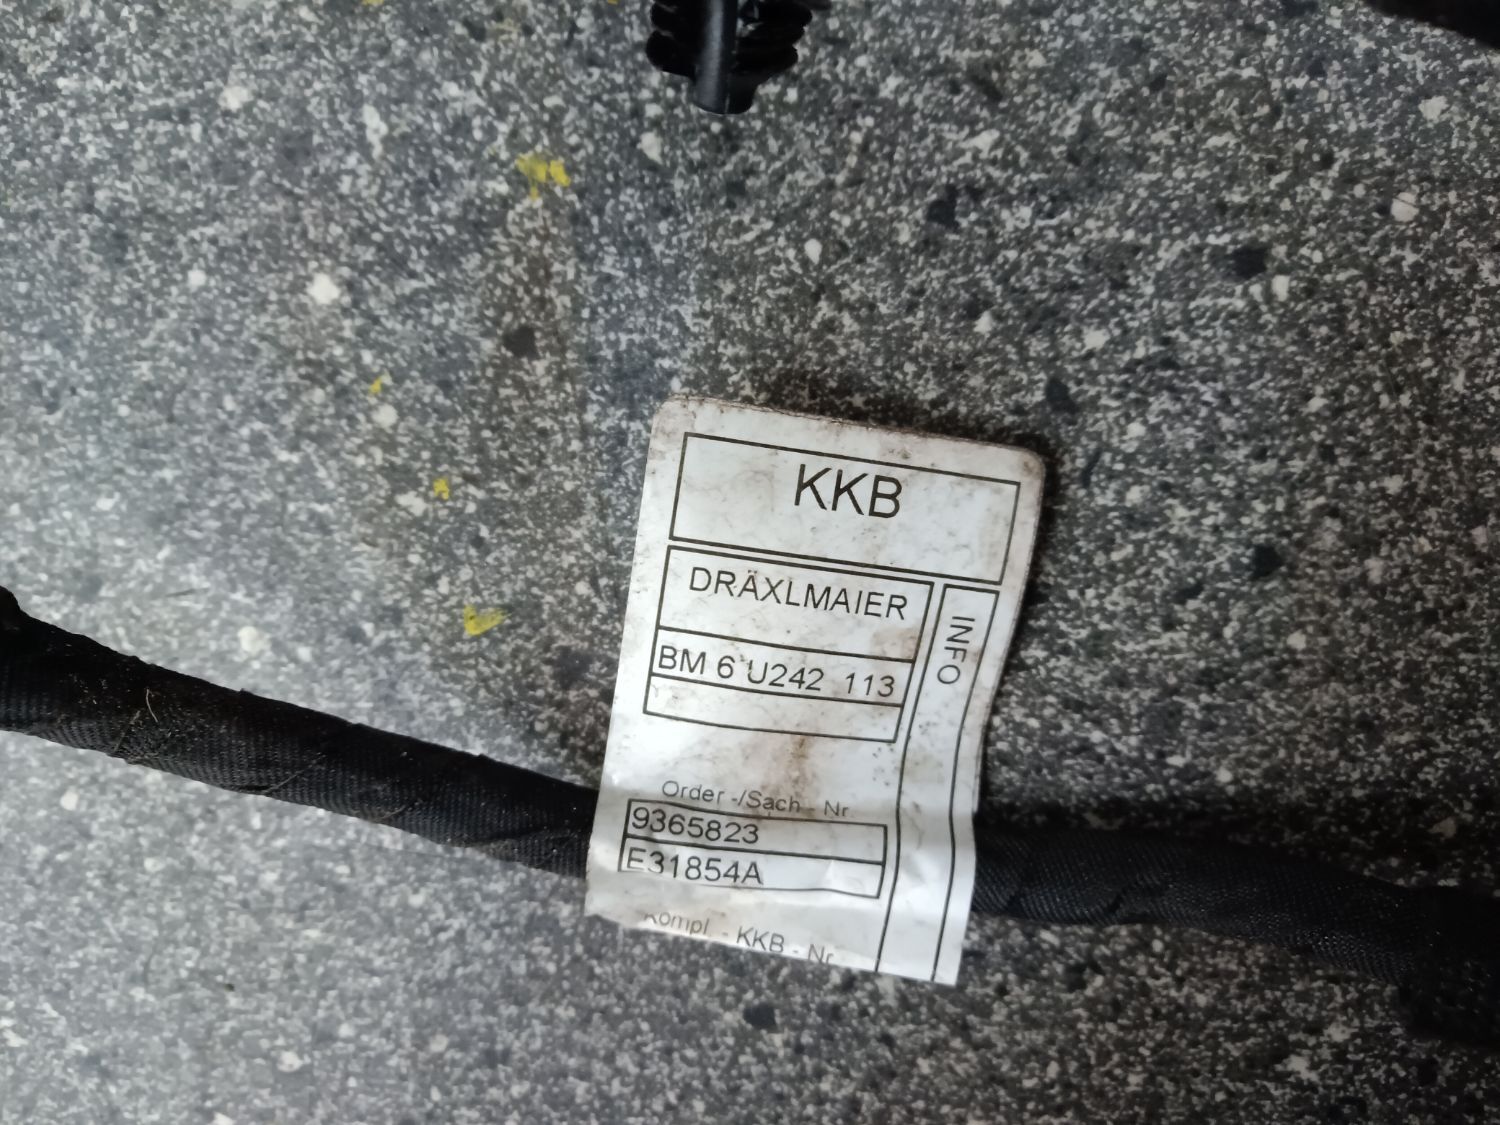 KKB
DRÄXLMAIER
INFO
BM 6 U242 113
Order -/Sach - Nr.
9365823
E31854A
Kompl. - KKB - Nr